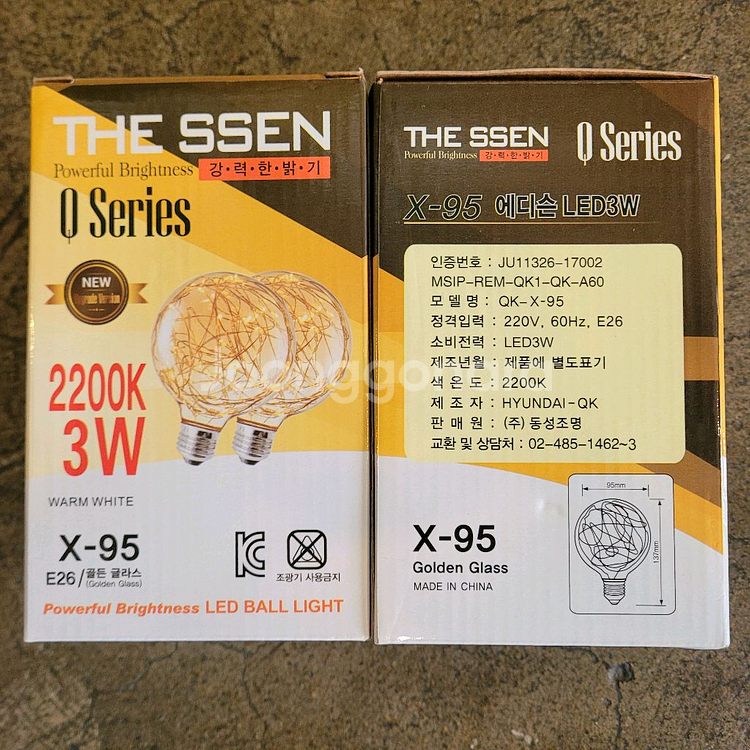 THE SSEN
Powerful Brightness 강·력·한·밝·기
Q Series
NEW
Upgrade Version
2200K
3W
WARM WHITE
X-95
E26/골든 글라스
(Golden Glass)
조광기 사용금지
Powerful Brightness LED BALL LIGHT
THE SSEN
Powerful Brightness 강·력·한·밝·기
Q Series
X-95 에디슨 LED3W
인증번호 : JU11326-17002
MSIP-REM-QK1-QK-A60
모 델 명 : QK-X-95
정격입력 : 220V, 60Hz, E26
소비전력 : LED3W
제조년월 : 제품에 별도표기
색 온 도 : 2200K
제 조 자 : HYUNDAI-QK
판 매 원 : (주) 동성조명
교환 및 상담처 : 02-485-1462~3
95mm
137mm
X-95
Golden Glass
MADE IN CHINA
joonggonara